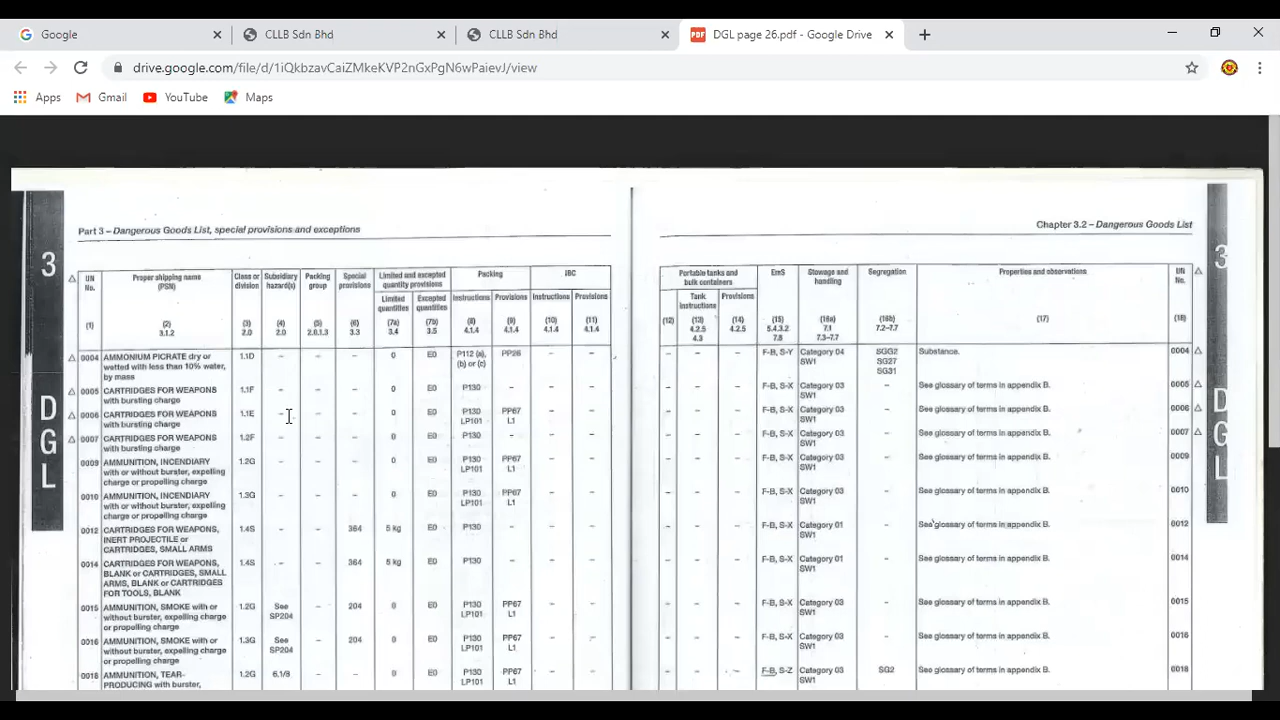 Google
CLLB Sdn Bhd
CLLB Sdn Bhd
PDF DGL page 26.pdf - Google Drive
drive.google.com/file/d/1iQkbzavCaiZMkeKVP2nGxPgN6wPaievJ/view
Apps Gmail YouTube Maps
Part 3 – Dangerous Goods List, special provisions and exceptions
Chapter 3.2 – Dangerous Goods List
3
DGL
3
DGL
△ UN No. Proper shipping name (PSN) Class or division Subsidiary hazard(s) Packing group Special provisions Limited and excepted quantity provisions Packing IBC Portable tanks and bulk containers EmS Stowage and handling Segregation Properties and observations UN No.
Limited quantities Excepted quantities Instructions Provisions Instructions Provisions Tank instructions Provisions
(1) (2) (3) (4) (5) (6) (7a) (7b) (8) (9) (10) (11) (12) (13) (14) (15) (16a) (16b) (17) (18)
3.1.2 2.0 2.0 2.0.1.3 3.3 3.4 3.5 4.1.4 4.1.4 4.1.4 4.1.4 4.2.5 4.2.5 5.4.3.2 7.1 7.2–7.7
4.3 7.8 7.3–7.7
△ 0004 AMMONIUM PICRATE dry or 1.1D – – – 0 E0 P112 (a), PP26 – – – – – F-B, S-Y Category 04 SGG2 Substance. 0004 △
wetted with less than 10% water, (b) or (c) SW1 SG27
by mass SG31
△ 0005 CARTRIDGES FOR WEAPONS 1.1F – – – 0 E0 P130 – – – – – – F-B, S-X Category 03 – See glossary of terms in appendix B. 0005 △
with bursting charge SW1
△ 0006 CARTRIDGES FOR WEAPONS 1.1E – – – 0 E0 P130 PP67 – – – – – F-B, S-X Category 03 – See glossary of terms in appendix B. 0006 △
with bursting charge LP101 L1 SW1
△ 0007 CARTRIDGES FOR WEAPONS 1.2F – – – 0 E0 P130 – – – – – – F-B, S-X Category 03 – See glossary of terms in appendix B. 0007 △
with bursting charge SW1
0009 AMMUNITION, INCENDIARY 1.2G – – – 0 E0 P130 PP67 – – – – – F-B, S-X Category 03 – See glossary of terms in appendix B. 0009
with or without burster, expelling LP101 L1 SW1
charge or propelling charge
0010 AMMUNITION, INCENDIARY 1.3G – – – 0 E0 P130 PP67 – – – – – F-B, S-X Category 03 – See glossary of terms in appendix B. 0010
with or without burster, expelling LP101 L1 SW1
charge or propelling charge
0012 CARTRIDGES FOR WEAPONS, 1.4S – – 364 5 kg E0 P130 – – – – – – F-B, S-X Category 01 – See glossary of terms in appendix B. 0012
INERT PROJECTILE or SW1
CARTRIDGES, SMALL ARMS
0014 CARTRIDGES FOR WEAPONS, 1.4S – – 364 5 kg E0 P130 – – – – – – F-B, S-X Category 01 – See glossary of terms in appendix B. 0014
BLANK or CARTRIDGES, SMALL SW1
ARMS, BLANK or CARTRIDGES
FOR TOOLS, BLANK
0015 AMMUNITION, SMOKE with or 1.2G See – 204 0 E0 P130 PP67 – – – – – F-B, S-X Category 03 – See glossary of terms in appendix B. 0015
without burster, expelling charge SP204 LP101 L1 SW1
or propelling charge
0016 AMMUNITION, SMOKE with or 1.3G See – 204 0 E0 P130 PP67 – – – – – F-B, S-X Category 03 – See glossary of terms in appendix B. 0016
without burster, expelling charge SP204 LP101 L1 SW1
or propelling charge
0018 AMMUNITION, TEAR- 1.2G 6.1/8 – – 0 E0 P130 PP67 – – – – – F-B, S-Z Category 03 SG2 See glossary of terms in appendix B. 0018
PRODUCING with burster, LP101 L1 SW1